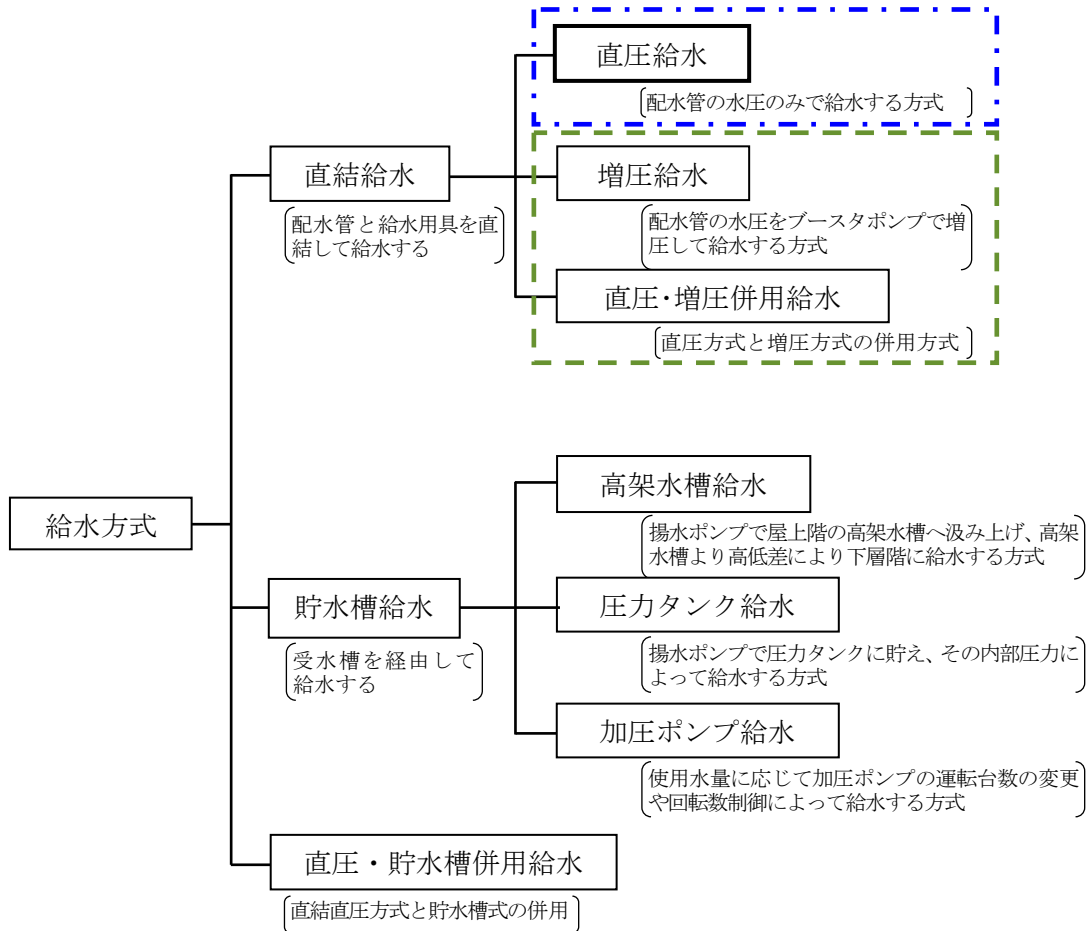 直圧給水
配水管の水圧のみで給水する方式
直結給水
配水管と給水用具を直
結して給水する
増圧給水
配水管の水圧をブースタポンプで増
圧して給水する方式
直圧・増圧併用給水
直圧方式と増圧方式の併用方式
給水方式
高架水槽給水
揚水ポンプで屋上階の高架水槽へ汲み上げ、高架
水槽より高低差により下層階に給水する方式
貯水槽給水
受水槽を経由して
給水する
圧力タンク給水
揚水ポンプで圧力タンクに貯え、その内部圧力に
よって給水する方式
加圧ポンプ給水
使用水量に応じて加圧ポンプの運転台数の変更
や回転数制御によって給水する方式
直圧・貯水槽併用給水
直結直圧方式と貯水槽式の併用